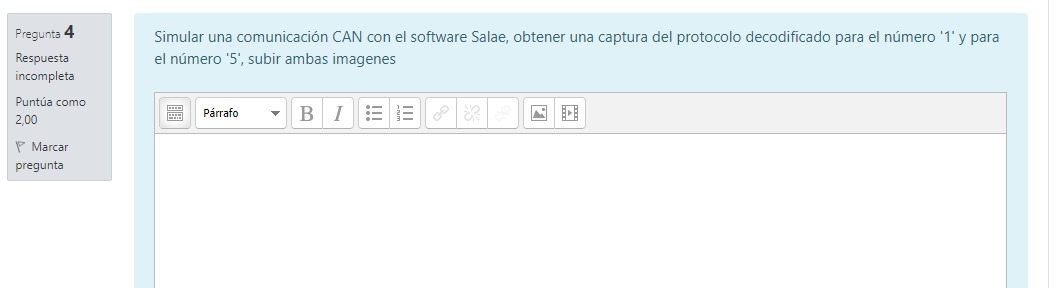 Pregunta 4
Respuesta
incompleta
Puntúa como
2,00
Marcar
pregunta
Simular una comunicación CAN con el software Salae, obtener una captura del protocolo decodificado para el número '1' y para
el número '5', subir ambas imagenes
Párrafo
B I